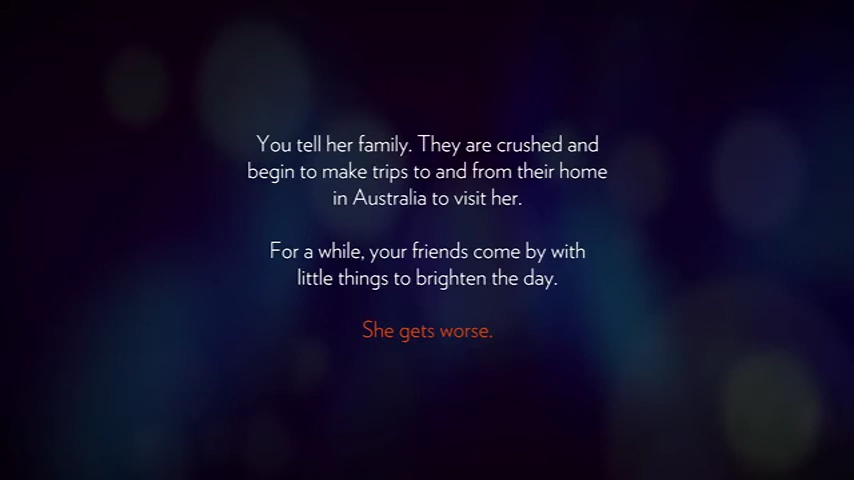 You tell her family. They are crushed and
begin to make trips to and from their home
in Australia to visit her.
For a while, your friends come by with
little things to brighten the day.
She gets worse.